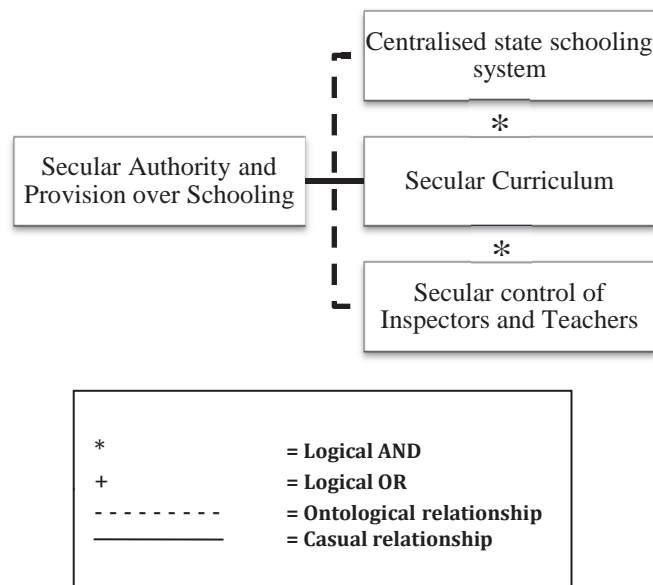 Centralised state schooling
system
*
Secular Authority and
Provision over Schooling
Secular Curriculum
*
Secular control of
Inspectors and Teachers
* = Logical AND
+ = Logical OR
- - - - - - - - - = Ontological relationship
= Casual relationship